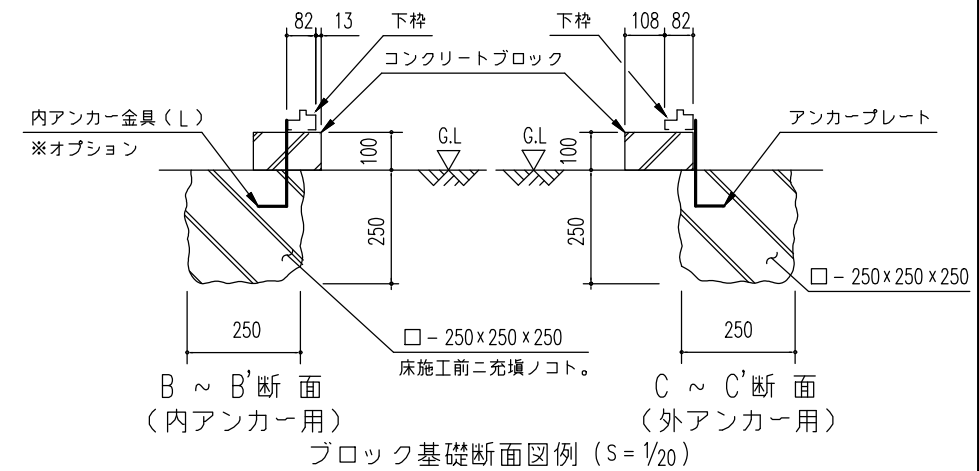 82 13 下枠
下枠 108 82
コンクリートブロック
内アンカー金具(L)
※オプション
アンカープレート
100
G.L
G.L
100
250
250
□-250x250x250
250
250
□-250x250x250
床施工前ニ充塡ノコト。
B ~ B'断 面
(内アンカー用)
C ~ C'断 面
(外アンカー用)
ブロック基礎断面図例 (S=1/20)